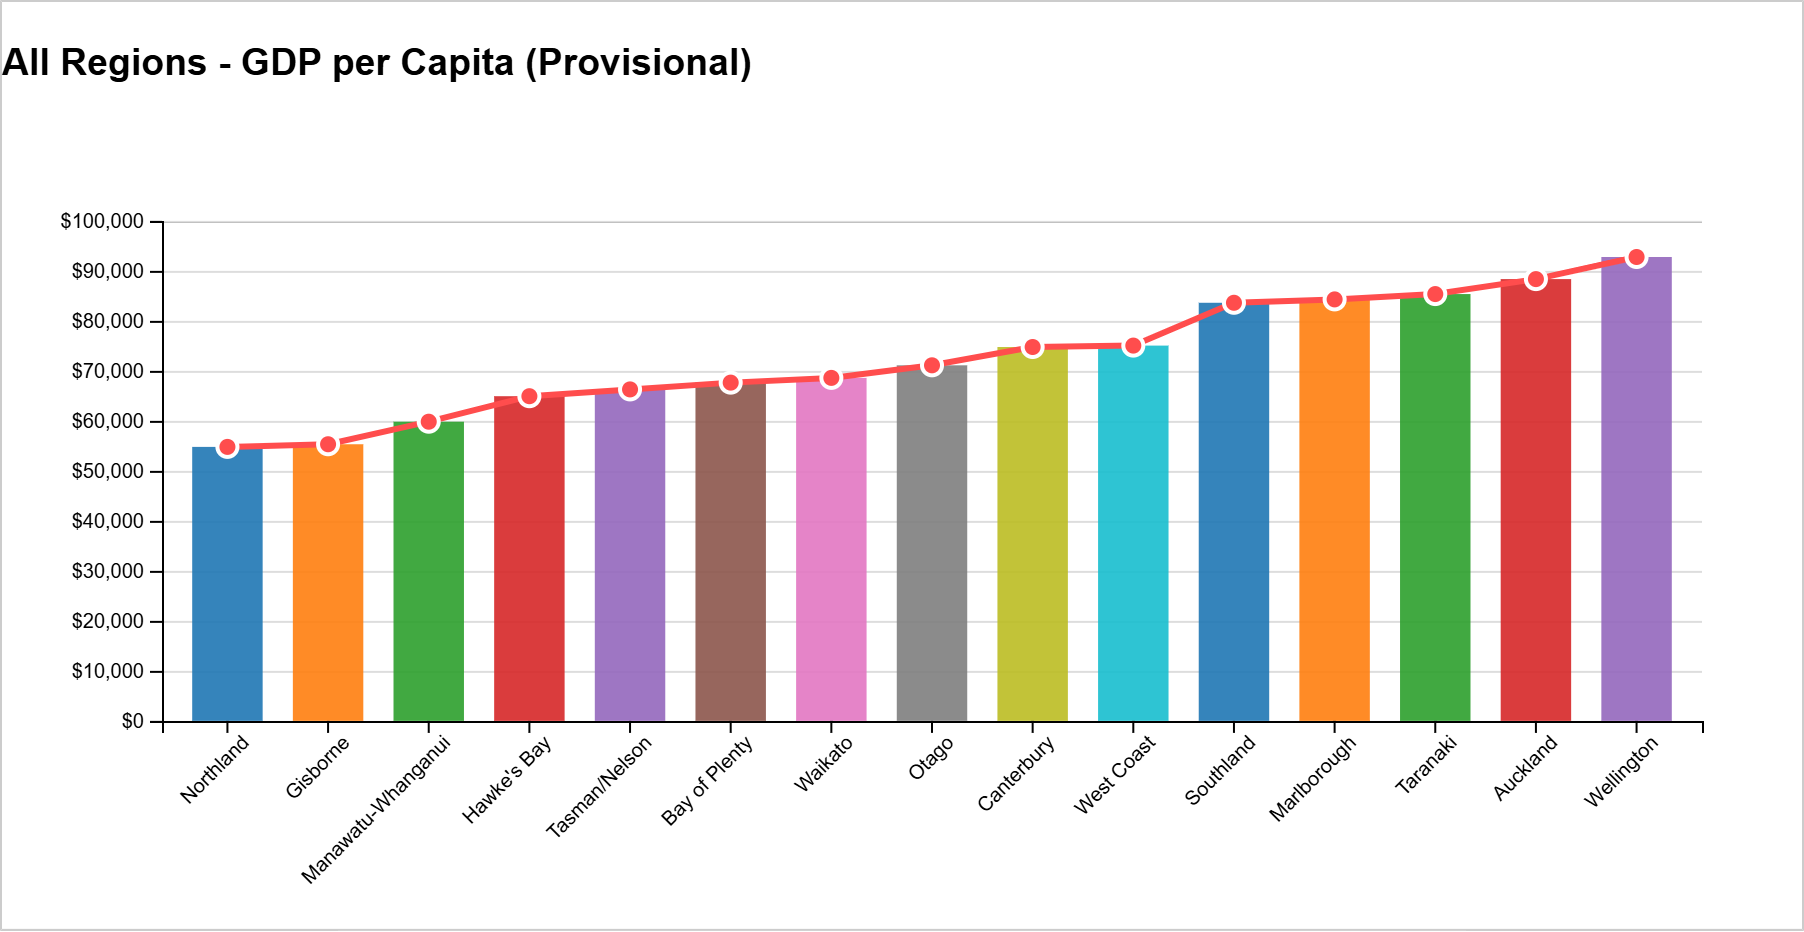 All Regions - GDP per Capita (Provisional)
$100,000
$90,000
$80,000
$70,000
$60,000
$50,000
$40,000
$30,000
$20,000
$10,000
$0
Northland
Gisborne
Manawatu-Whanganui
Hawke's Bay
Tasman/Nelson
Bay of Plenty
Waikato
Otago
Canterbury
West Coast
Southland
Marlborough
Taranaki
Auckland
Wellington